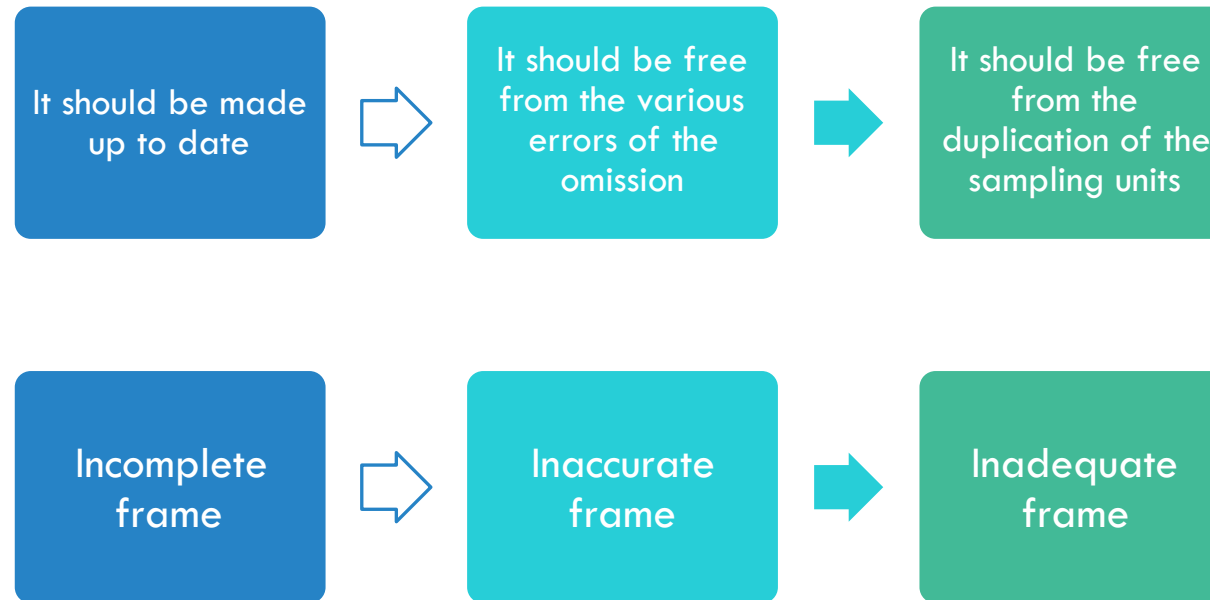 It should be made
up to date
It should be free
from the various
errors of the
omission
It should be free
from the
duplication of the
sampling units
Incomplete
frame
Inaccurate
frame
Inadequate
frame